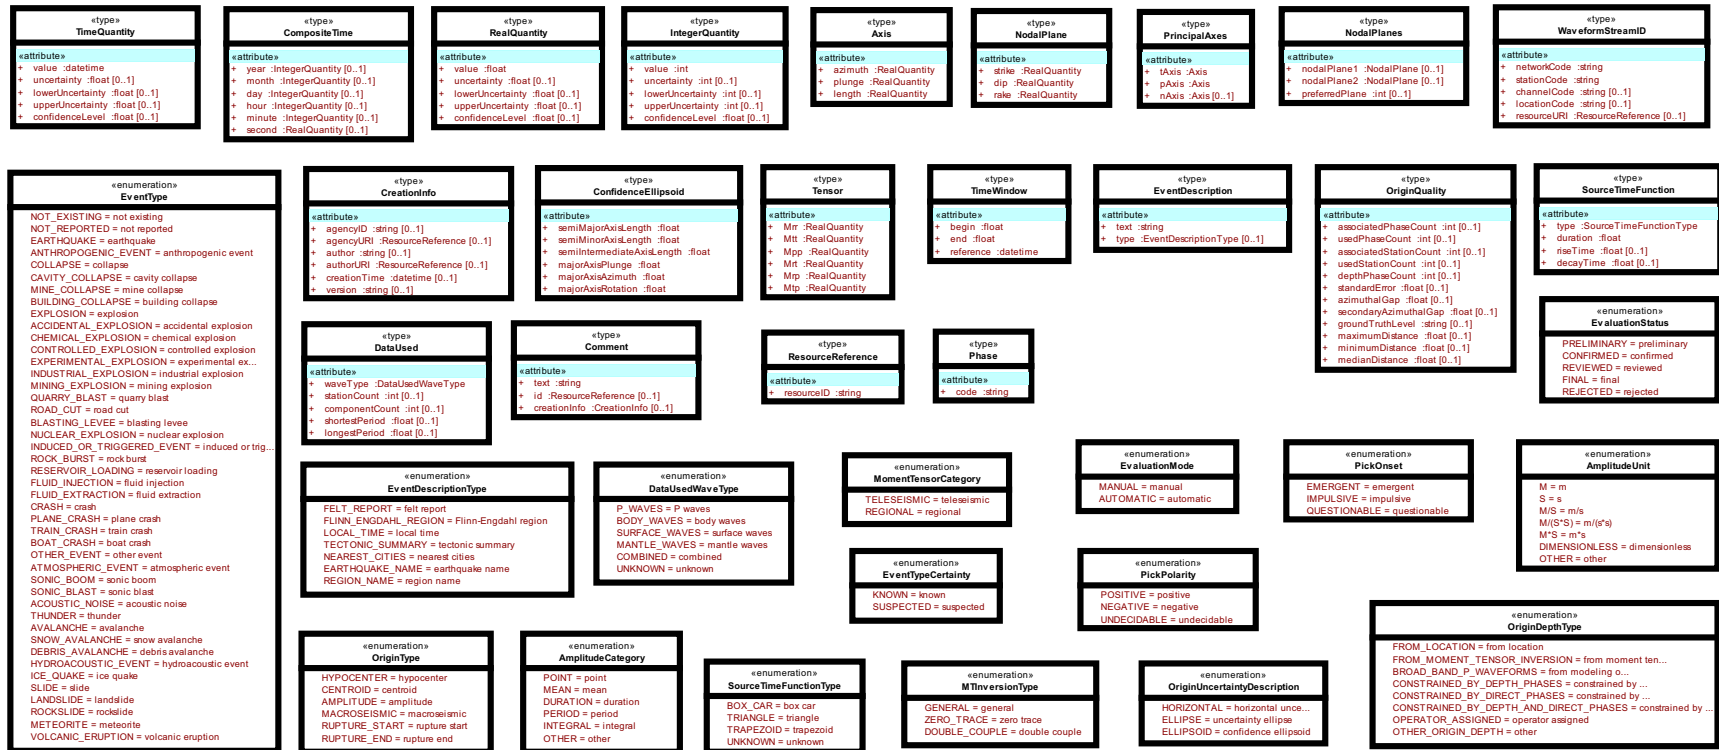 «type»
TimeQuantity
«attribute»
+ value :datetime
+ uncertainty :float [0..1]
+ lowerUncertainty :float [0..1]
+ upperUncertainty :float [0..1]
+ confidenceLevel :float [0..1]
«type»
CompositeTime
«attribute»
+ year :IntegerQuantity [0..1]
+ month :IntegerQuantity [0..1]
+ day :IntegerQuantity [0..1]
+ hour :IntegerQuantity [0..1]
+ minute :IntegerQuantity [0..1]
+ second :RealQuantity [0..1]
«type»
RealQuantity
«attribute»
+ value :float
+ uncertainty :float [0..1]
+ lowerUncertainty :float [0..1]
+ upperUncertainty :float [0..1]
+ confidenceLevel :float [0..1]
«type»
IntegerQuantity
«attribute»
+ value :int
+ uncertainty :int [0..1]
+ lowerUncertainty :int [0..1]
+ upperUncertainty :int [0..1]
+ confidenceLevel :float [0..1]
«type»
Axis
«attribute»
+ azimuth :RealQuantity
+ plunge :RealQuantity
+ length :RealQuantity
«type»
NodalPlane
«attribute»
+ strike :RealQuantity
+ dip :RealQuantity
+ rake :RealQuantity
«type»
PrincipalAxes
«attribute»
+ tAxis :Axis
+ pAxis :Axis
+ nAxis :Axis [0..1]
«type»
NodalPlanes
«attribute»
+ nodalPlane1 :NodalPlane [0..1]
+ nodalPlane2 :NodalPlane [0..1]
+ preferredPlane :int [0..1]
«type»
WaveformStreamID
«attribute»
+ networkCode :string
+ stationCode :string
+ channelCode :string [0..1]
+ locationCode :string [0..1]
+ resourceURI :ResourceReference [0..1]
«enumeration»
EventType
NOT_EXISTING = not existing
NOT_REPORTED = not reported
EARTHQUAKE = earthquake
ANTHROPOGENIC_EVENT = anthropogenic event
COLLAPSE = collapse
CAVITY_COLLAPSE = cavity collapse
MINE_COLLAPSE = mine collapse
BUILDING_COLLAPSE = building collapse
EXPLOSION = explosion
ACCIDENTAL_EXPLOSION = accidental explosion
CHEMICAL_EXPLOSION = chemical explosion
CONTROLLED_EXPLOSION = controlled explosion
EXPERIMENTAL_EXPLOSION = experimental ex...
INDUSTRIAL_EXPLOSION = industrial explosion
MINING_EXPLOSION = mining explosion
QUARRY_BLAST = quarry blast
ROAD_CUT = road cut
BLASTING_LEVEE = blasting levee
NUCLEAR_EXPLOSION = nuclear explosion
INDUCED_OR_TRIGGERED_EVENT = induced or trig...
ROCK_BURST = rock burst
RESERVOIR_LOADING = reservoir loading
FLUID_INJECTION = fluid injection
FLUID_EXTRACTION = fluid extraction
CRASH = crash
PLANE_CRASH = plane crash
TRAIN_CRASH = train crash
BOAT_CRASH = boat crash
OTHER_EVENT = other event
ATMOSPHERIC_EVENT = atmospheric event
SONIC_BOOM = sonic boom
SONIC_BLAST = sonic blast
ACOUSTIC_NOISE = acoustic noise
THUNDER = thunder
AVALANCHE = avalanche
SNOW_AVALANCHE = snow avalanche
DEBRIS_AVALANCHE = debris avalanche
HYDROACOUSTIC_EVENT = hydroacoustic event
ICE_QUAKE = ice quake
SLIDE = slide
LANDSLIDE = landslide
ROCKSLIDE = rockslide
METEORITE = meteorite
VOLCANIC_ERUPTION = volcanic eruption
«type»
CreationInfo
«attribute»
+ agencyID :string [0..1]
+ agencyURI :ResourceReference [0..1]
+ author :string [0..1]
+ authorURI :ResourceReference [0..1]
+ creationTime :datetime [0..1]
+ version :string [0..1]
«type»
ConfidenceEllipsoid
«attribute»
+ semiMajorAxisLength :float
+ semiMinorAxisLength :float
+ semiIntermediateAxisLength :float
+ majorAxisPlunge :float
+ majorAxisAzimuth :float
+ majorAxisRotation :float
«type»
Tensor
«attribute»
+ Mrr :RealQuantity
+ Mtt :RealQuantity
+ Mpp :RealQuantity
+ Mrt :RealQuantity
+ Mrp :RealQuantity
+ Mtp :RealQuantity
«type»
TimeWindow
«attribute»
+ begin :float
+ end :float
+ reference :datetime
«type»
EventDescription
«attribute»
+ text :string
+ type :EventDescriptionType [0..1]
«type»
OriginQuality
«attribute»
+ associatedPhaseCount :int [0..1]
+ usedPhaseCount :int [0..1]
+ associatedStationCount :int [0..1]
+ usedStationCount :int [0..1]
+ depthPhaseCount :int [0..1]
+ standardError :float [0..1]
+ azimuthalGap :float [0..1]
+ secondaryAzimuthalGap :float [0..1]
+ groundTruthLevel :string [0..1]
+ maximumDistance :float [0..1]
+ minimumDistance :float [0..1]
+ medianDistance :float [0..1]
«type»
SourceTimeFunction
«attribute»
+ type :SourceTimeFunctionType
+ duration :float
+ riseTime :float [0..1]
+ decayTime :float [0..1]
«enumeration»
EvaluationStatus
PRELIMINARY = preliminary
CONFIRMED = confirmed
REVIEWED = reviewed
FINAL = final
REJECTED = rejected
«type»
DataUsed
«attribute»
+ waveType :DataUsedWaveType
+ stationCount :int [0..1]
+ componentCount :int [0..1]
+ shortestPeriod :float [0..1]
+ longestPeriod :float [0..1]
«type»
Comment
«attribute»
+ text :string
+ id :ResourceReference [0..1]
+ creationInfo :CreationInfo [0..1]
«type»
ResourceReference
«attribute»
+ resourceID :string
«type»
Phase
«attribute»
+ code :string
«enumeration»
EventDescriptionType
FELT_REPORT = felt report
FLINN_ENGDAHL_REGION = Flinn-Engdahl region
LOCAL_TIME = local time
TECTONIC_SUMMARY = tectonic summary
NEAREST_CITIES = nearest cities
EARTHQUAKE_NAME = earthquake name
REGION_NAME = region name
«enumeration»
DataUsedWaveType
P_WAVES = P waves
BODY_WAVES = body waves
SURFACE_WAVES = surface waves
MANTLE_WAVES = mantle waves
COMBINED = combined
UNKNOWN = unknown
«enumeration»
MomentTensorCategory
TELESEISMIC = teleseismic
REGIONAL = regional
«enumeration»
EvaluationMode
MANUAL = manual
AUTOMATIC = automatic
«enumeration»
PickOnset
EMERGENT = emergent
IMPULSIVE = impulsive
QUESTIONABLE = questionable
«enumeration»
AmplitudeUnit
M = m
S = s
M/S = m/s
M/(S*S) = m/(s*s)
M*S = m*s
DIMENSIONLESS = dimensionless
OTHER = other
«enumeration»
EventTypeCertainty
KNOWN = known
SUSPECTED = suspected
«enumeration»
PickPolarity
POSITIVE = positive
NEGATIVE = negative
UNDECIDABLE = undecidable
«enumeration»
OriginType
HYPOCENTER = hypocenter
CENTROID = centroid
AMPLITUDE = amplitude
MACROSEISMIC = macroseismic
RUPTURE_START = rupture start
RUPTURE_END = rupture end
«enumeration»
AmplitudeCategory
POINT = point
MEAN = mean
DURATION = duration
PERIOD = period
INTEGRAL = integral
OTHER = other
«enumeration»
SourceTimeFunctionType
BOX_CAR = box car
TRIANGLE = triangle
TRAPEZOID = trapezoid
UNKNOWN = unknown
«enumeration»
MTInversionType
GENERAL = general
ZERO_TRACE = zero trace
DOUBLE_COUPLE = double couple
«enumeration»
OriginUncertaintyDescription
HORIZONTAL = horizontal unce...
ELLIPSE = uncertainty ellipse
ELLIPSOID = confidence ellipsoid
«enumeration»
OriginDepthType
FROM_LOCATION = from location
FROM_MOMENT_TENSOR_INVERSION = from moment ten...
BROAD_BAND_P_WAVEFORMS = from modeling o...
CONSTRAINED_BY_DEPTH_PHASES = constrained by ...
CONSTRAINED_BY_DIRECT_PHASES = constrained by ...
CONSTRAINED_BY_DEPTH_AND_DIRECT_PHASES = constrained by ...
OPERATOR_ASSIGNED = operator assigned
OTHER_ORIGIN_DEPTH = other